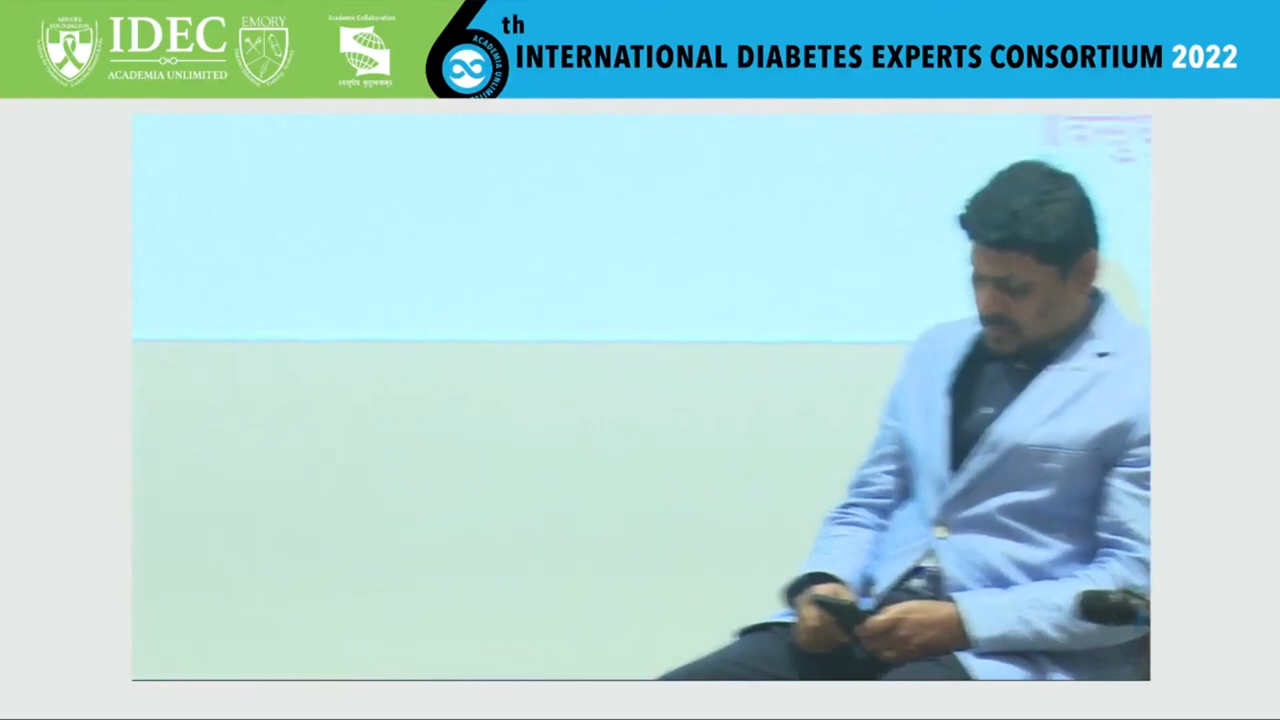 IDEC
ACADEMIA UNLIMITED
EMORY
Academic Collaboration
6th
INTERNATIONAL DIABETES EXPERTS CONSORTIUM 2022